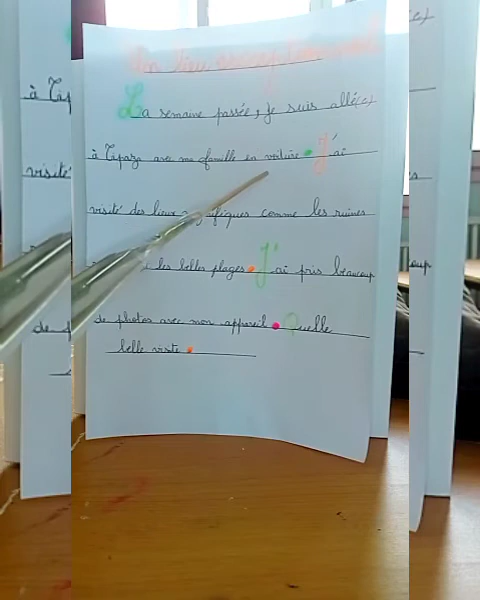 Un lieu exceptionnel
La semaine passée, je suis allé(e)
à Tipaza avec ma famille en voiture. J'ai
visité des lieux magnifiques comme les ruines
les belles plages. J'ai pris beaucoup
de photos avec mon appareil. Quelle
belle visite.